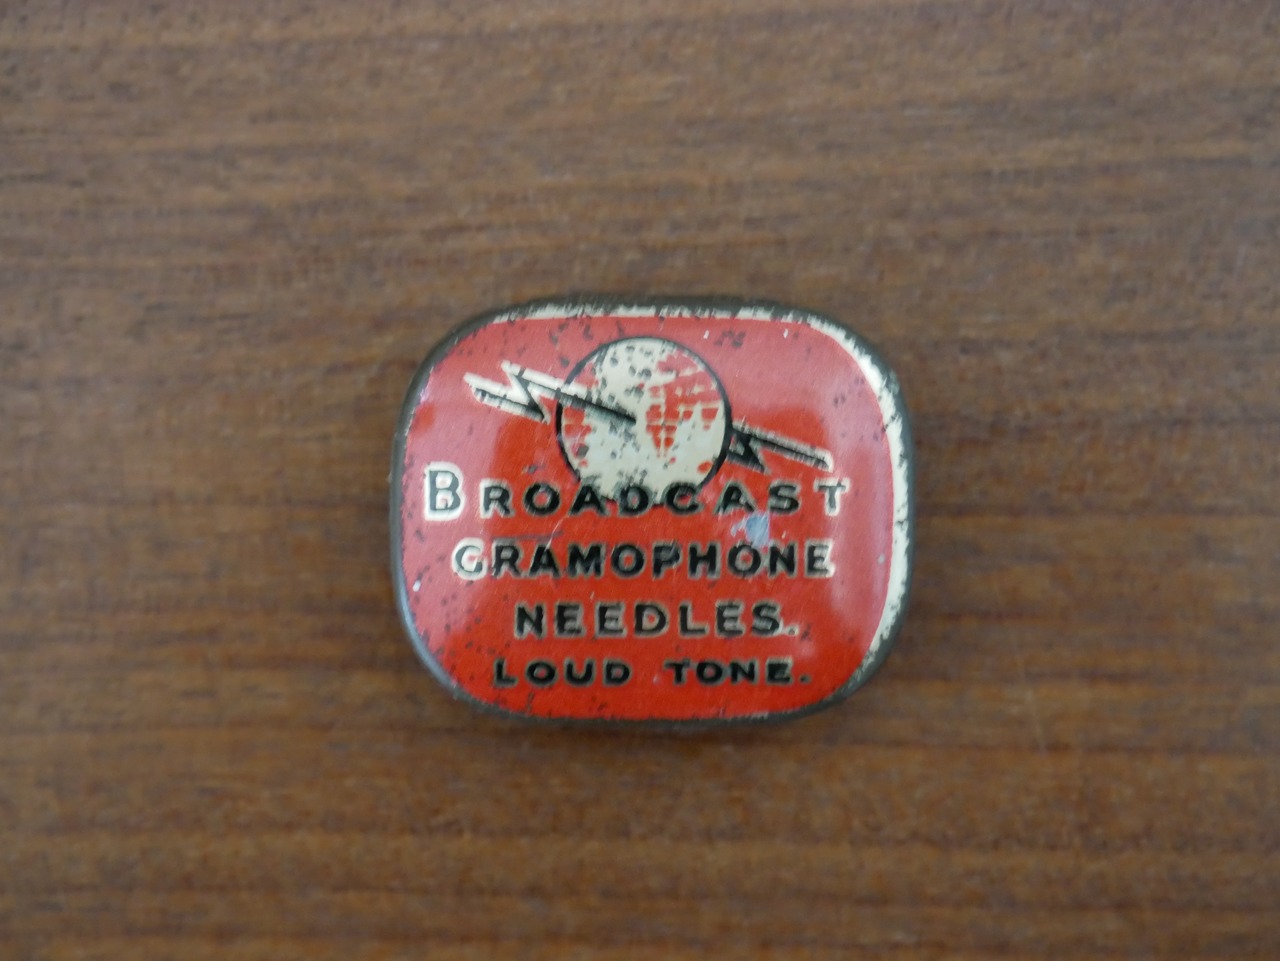 BROADCAST
GRAMOPHONE
NEEDLES.
LOUD TONE.